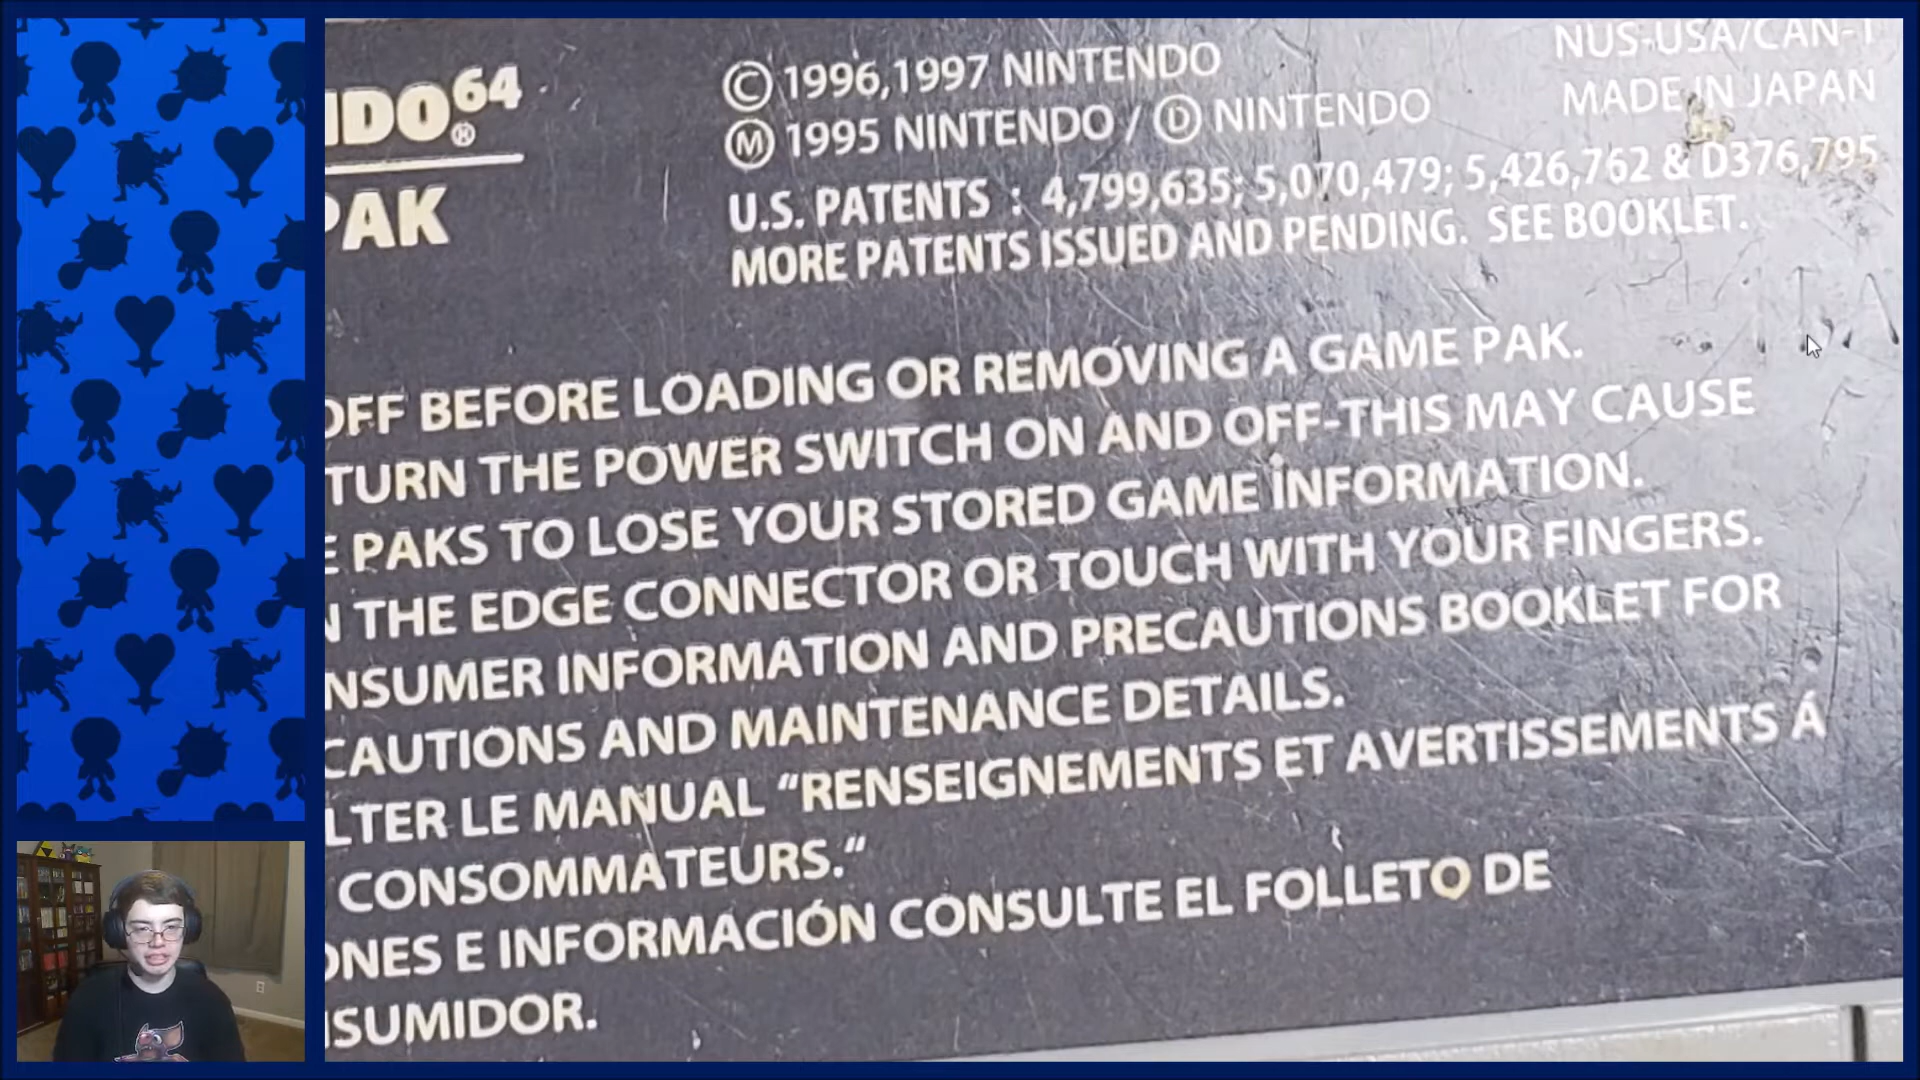 NDO®64
PAK
© 1996,1997 NINTENDO
Ⓜ 1995 NINTENDO / Ⓓ NINTENDO
U.S. PATENTS : 4,799,635; 5,070,479; 5,426,762 & D376,795
MORE PATENTS ISSUED AND PENDING. SEE BOOKLET.
NUS-USA/CAN-1
MADE IN JAPAN
OFF BEFORE LOADING OR REMOVING A GAME PAK.
TURN THE POWER SWITCH ON AND OFF-THIS MAY CAUSE
E PAKS TO LOSE YOUR STORED GAME INFORMATION.
N THE EDGE CONNECTOR OR TOUCH WITH YOUR FINGERS.
NSUMER INFORMATION AND PRECAUTIONS BOOKLET FOR
CAUTIONS AND MAINTENANCE DETAILS.
LTER LE MANUAL “RENSEIGNEMENTS ET AVERTISSEMENTS Á
CONSOMMATEURS.“
ONES E INFORMACIÓN CONSULTE EL FOLLETO DE
NSUMIDOR.